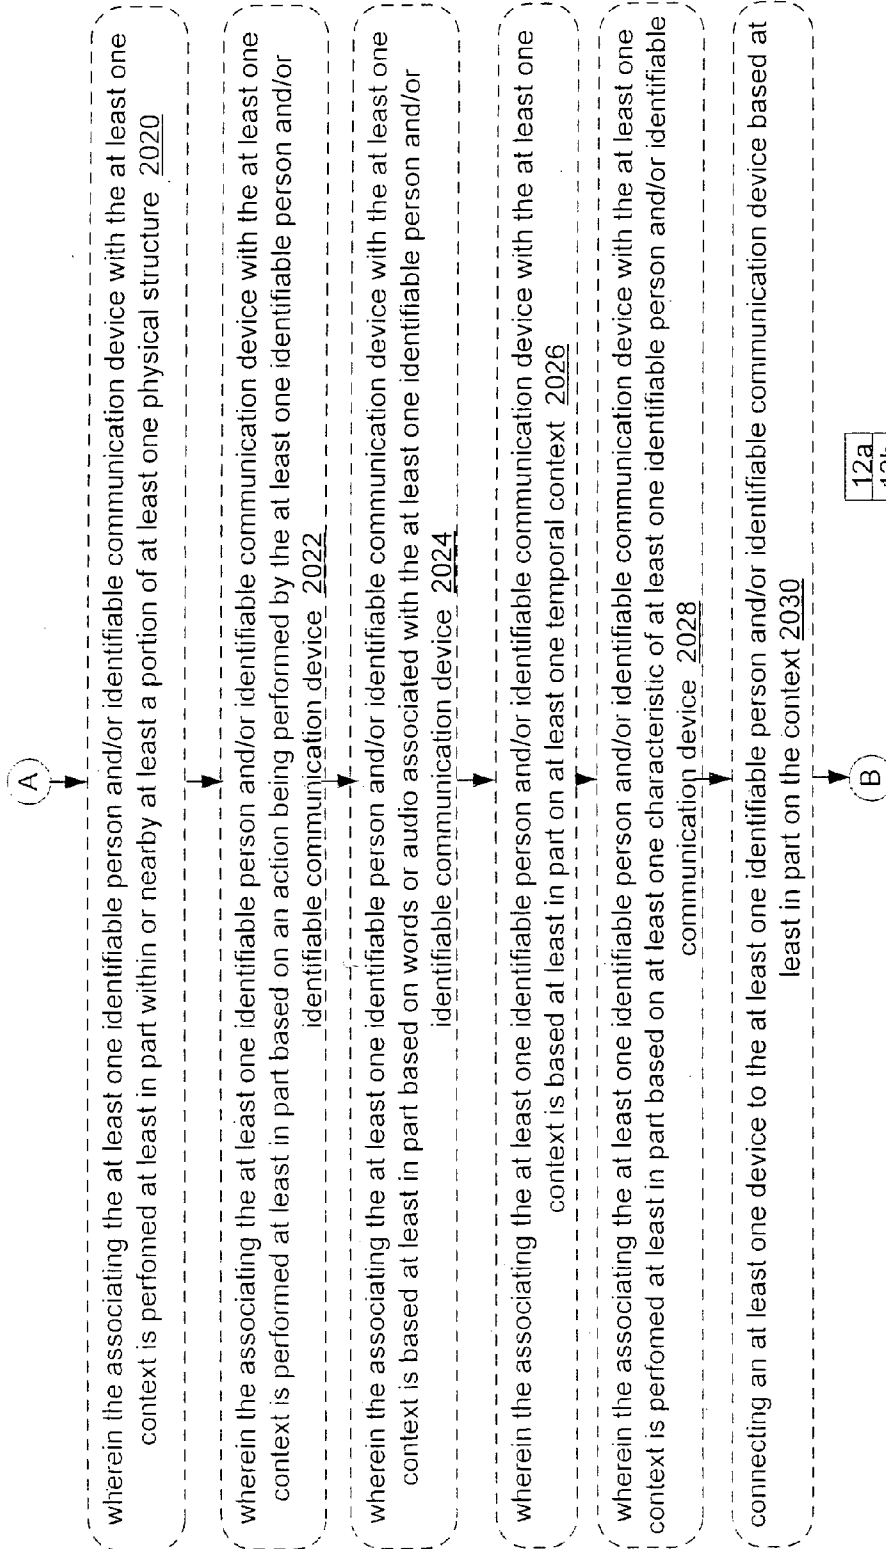 A
wherein the associating the at least one identifiable person and/or identifiable communication device with the at least one
context is perfomed at least in part within or nearby at least a portion of at least one physical structure 2020
wherein the associating the at least one identifiable person and/or identifiable communication device with the at least one
context is performed at least in part based on an action being performed by the at least one identifiable person and/or
identifiable communication device 2022
wherein the associating the at least one identifiable person and/or identifiable communication device with the at least one
context is based at least in part based on words or audio associated with the at least one identifiable person and/or
identifiable communication device 2024
wherein the associating the at least one identifiable person and/or identifiable communication device with the at least one
context is based at least in part on at least one temporal context 2026
wherein the associating the at least one identifiable person and/or identifiable communication device with the at least one
context is perfomed at least in part based on at least one characteristic of at least one identifiable person and/or identifiable
communication device 2028
connecting an at least one device to the at least one identifiable person and/or identifiable communication device based at
least in part on the context 2030
B
12a